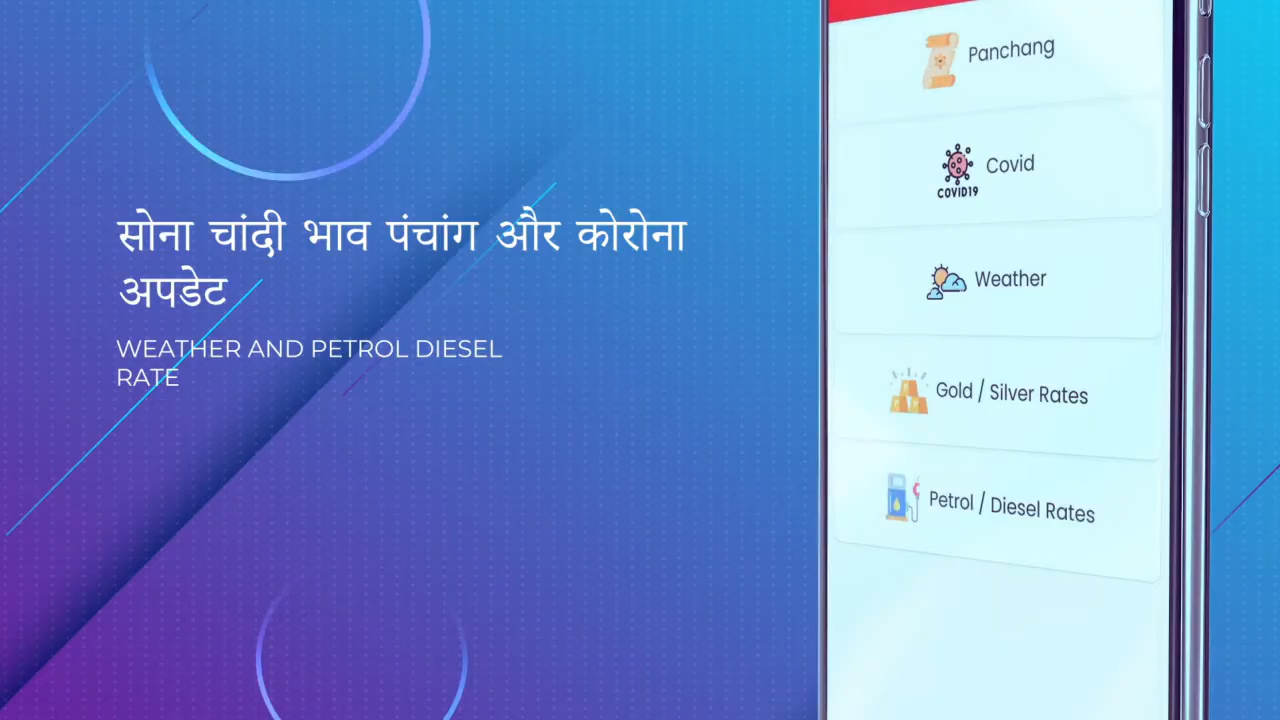 सोना चांदी भाव पंचांग और कोरोना
अपडेट
WEATHER AND PETROL DIESEL
RATE
Panchang
COVID19
Covid
Weather
Gold / Silver Rates
Petrol / Diesel Rates